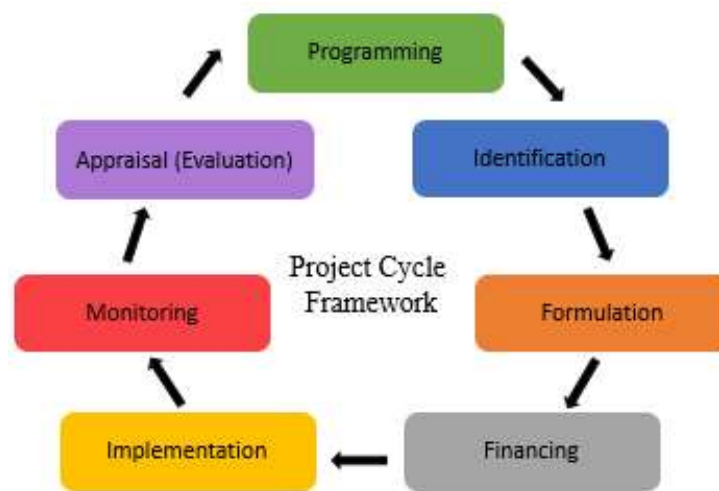 Programming
Appraisal (Evaluation)
Identification
Project Cycle
Framework
Monitoring
Formulation
Implementation
Financing